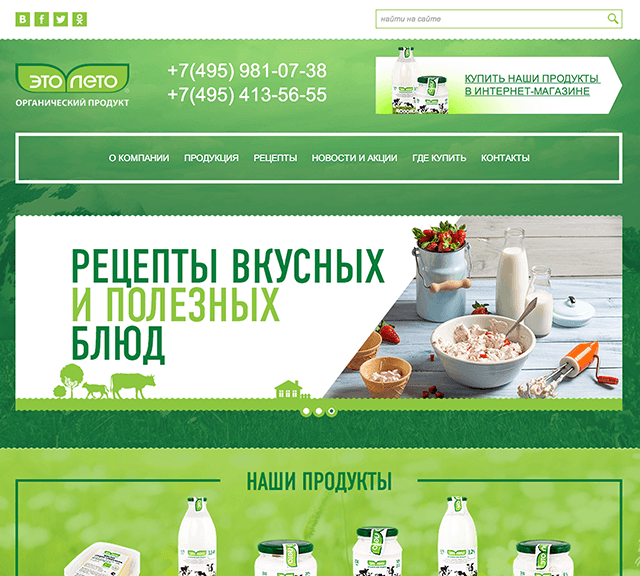 найти на сайте
ЭТО ЛЕТО
ОРГАНИЧЕСКИЙ ПРОДУКТ
+7(495) 981-07-38
+7(495) 413-56-55
КУПИТЬ НАШИ ПРОДУКТЫ
В ИНТЕРНЕТ-МАГАЗИНЕ
О КОМПАНИИ ПРОДУКЦИЯ РЕЦЕПТЫ НОВОСТИ И АКЦИИ ГДЕ КУПИТЬ КОНТАКТЫ
РЕЦЕПТЫ ВКУСНЫХ
И ПОЛЕЗНЫХ
БЛЮД
НАШИ ПРОДУКТЫ